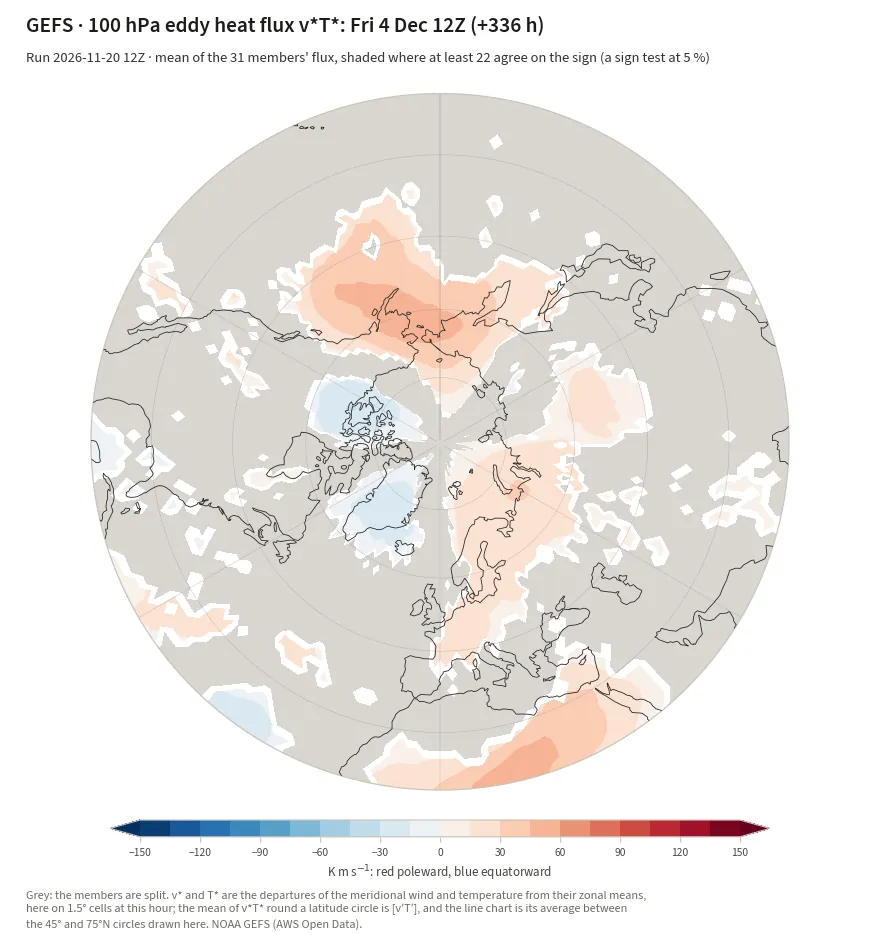 GEFS · 100 hPa eddy heat flux v*T*: Fri 4 Dec 12Z (+336 h)
Run 2026-11-20 12Z · mean of the 31 members' flux, shaded where at least 22 agree on the sign (a sign test at 5 %)
−150 −120 −90 −60 −30 0 30 60 90 120 150
K m s⁻¹: red poleward, blue equatorward
Grey: the members are split. v* and T* are the departures of the meridional wind and temperature from their zonal means,
here on 1.5° cells at this hour; the mean of v*T* round a latitude circle is [v'T'], and the line chart is its average between
the 45° and 75°N circles drawn here. NOAA GEFS (AWS Open Data).